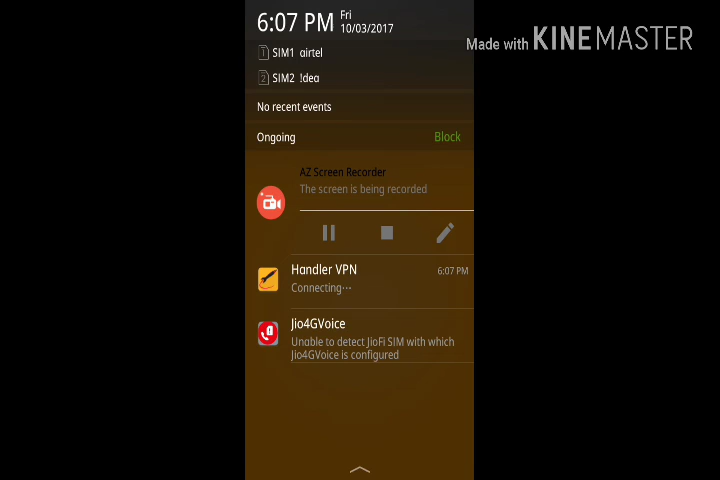 6:07 PM Fri
10/03/2017
Made with KINEMASTER
1 SIM1 airtel
2 SIM2 !dea
No recent events
Ongoing Block
AZ Screen Recorder
The screen is being recorded
Handler VPN 6:07 PM
Connecting···
Jio4GVoice
Unable to detect JioFi SIM with which
Jio4GVoice is configured